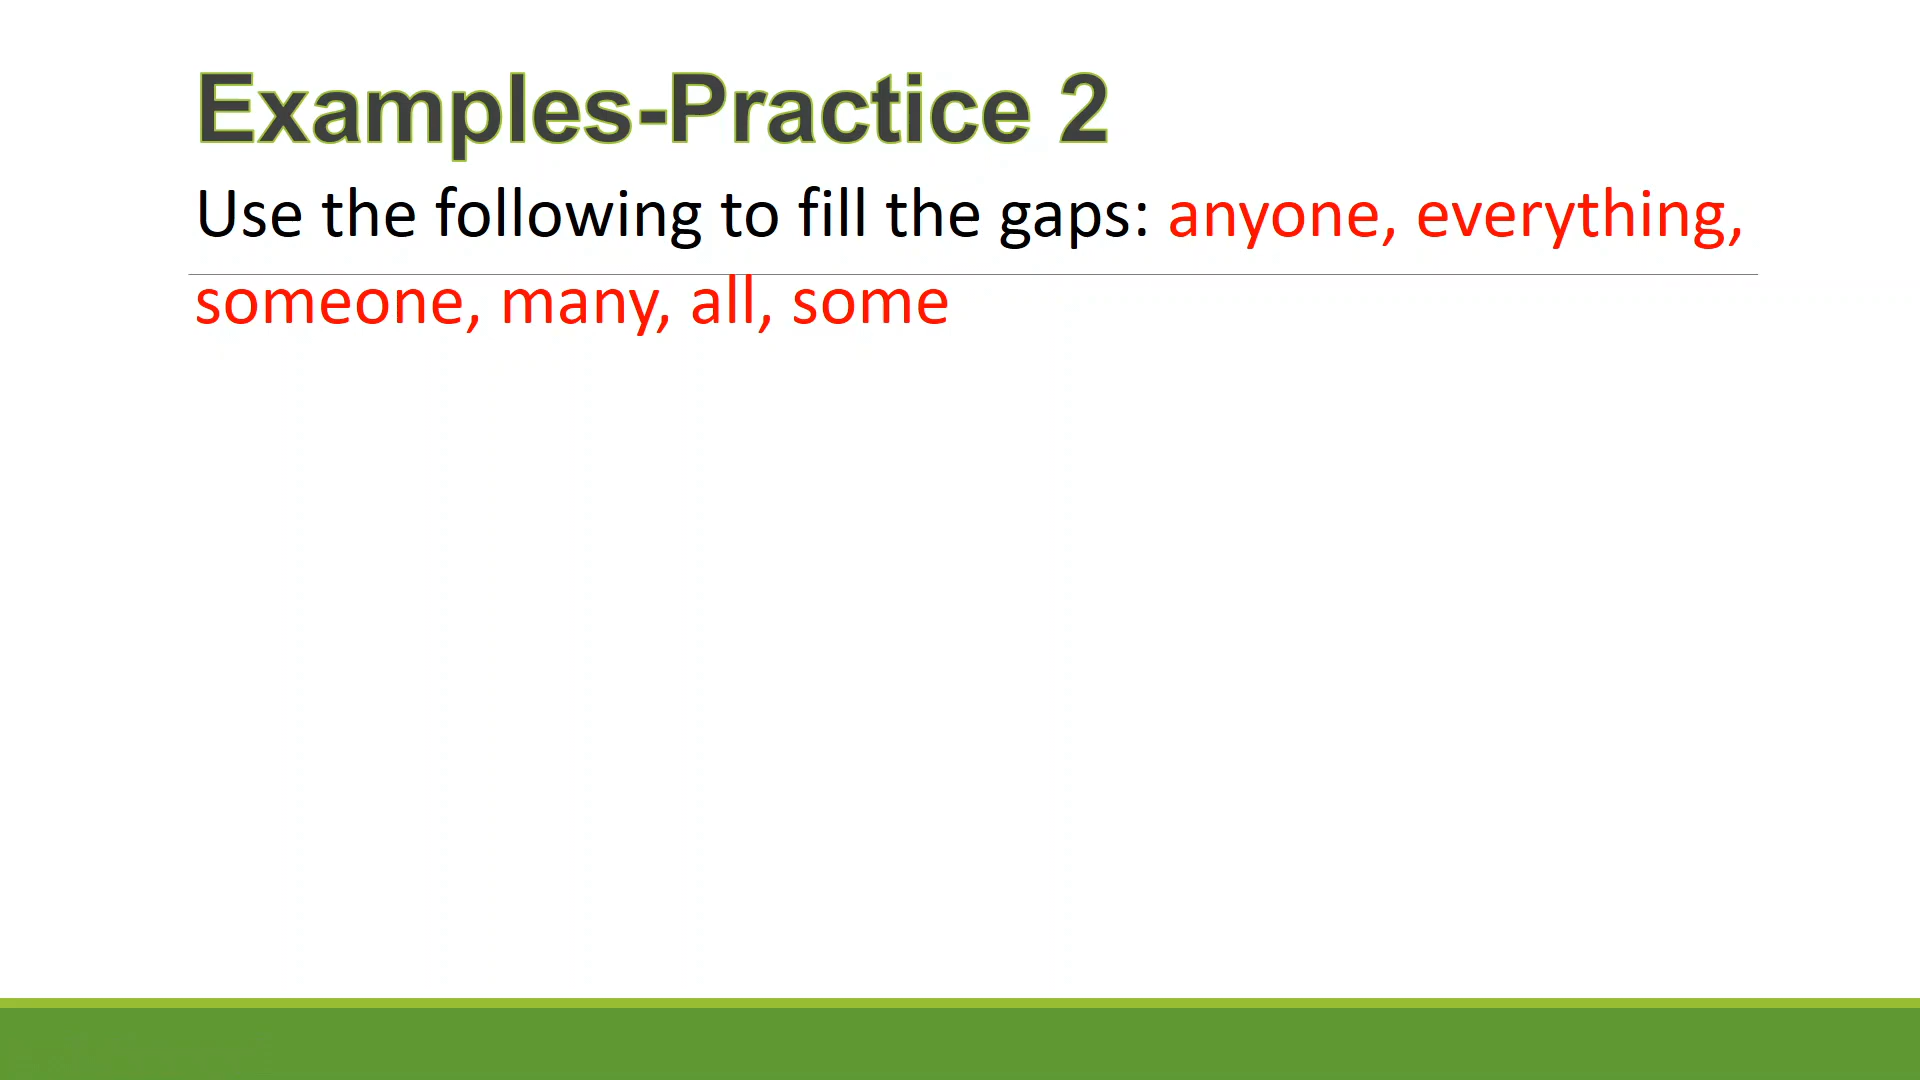 Examples-Practice 2
Use the following to fill the gaps: anyone, everything,
someone, many, all, some